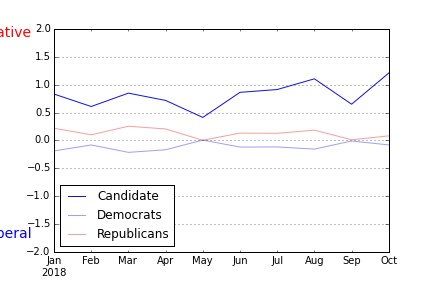 2.0
ative
1.5
1.0
0.5
0.0
−0.5
−1.0
−1.5
peral
−2.0
Candidate
Democrats
Republicans
Jan Feb Mar Apr May Jun Jul Aug Sep Oct
2018